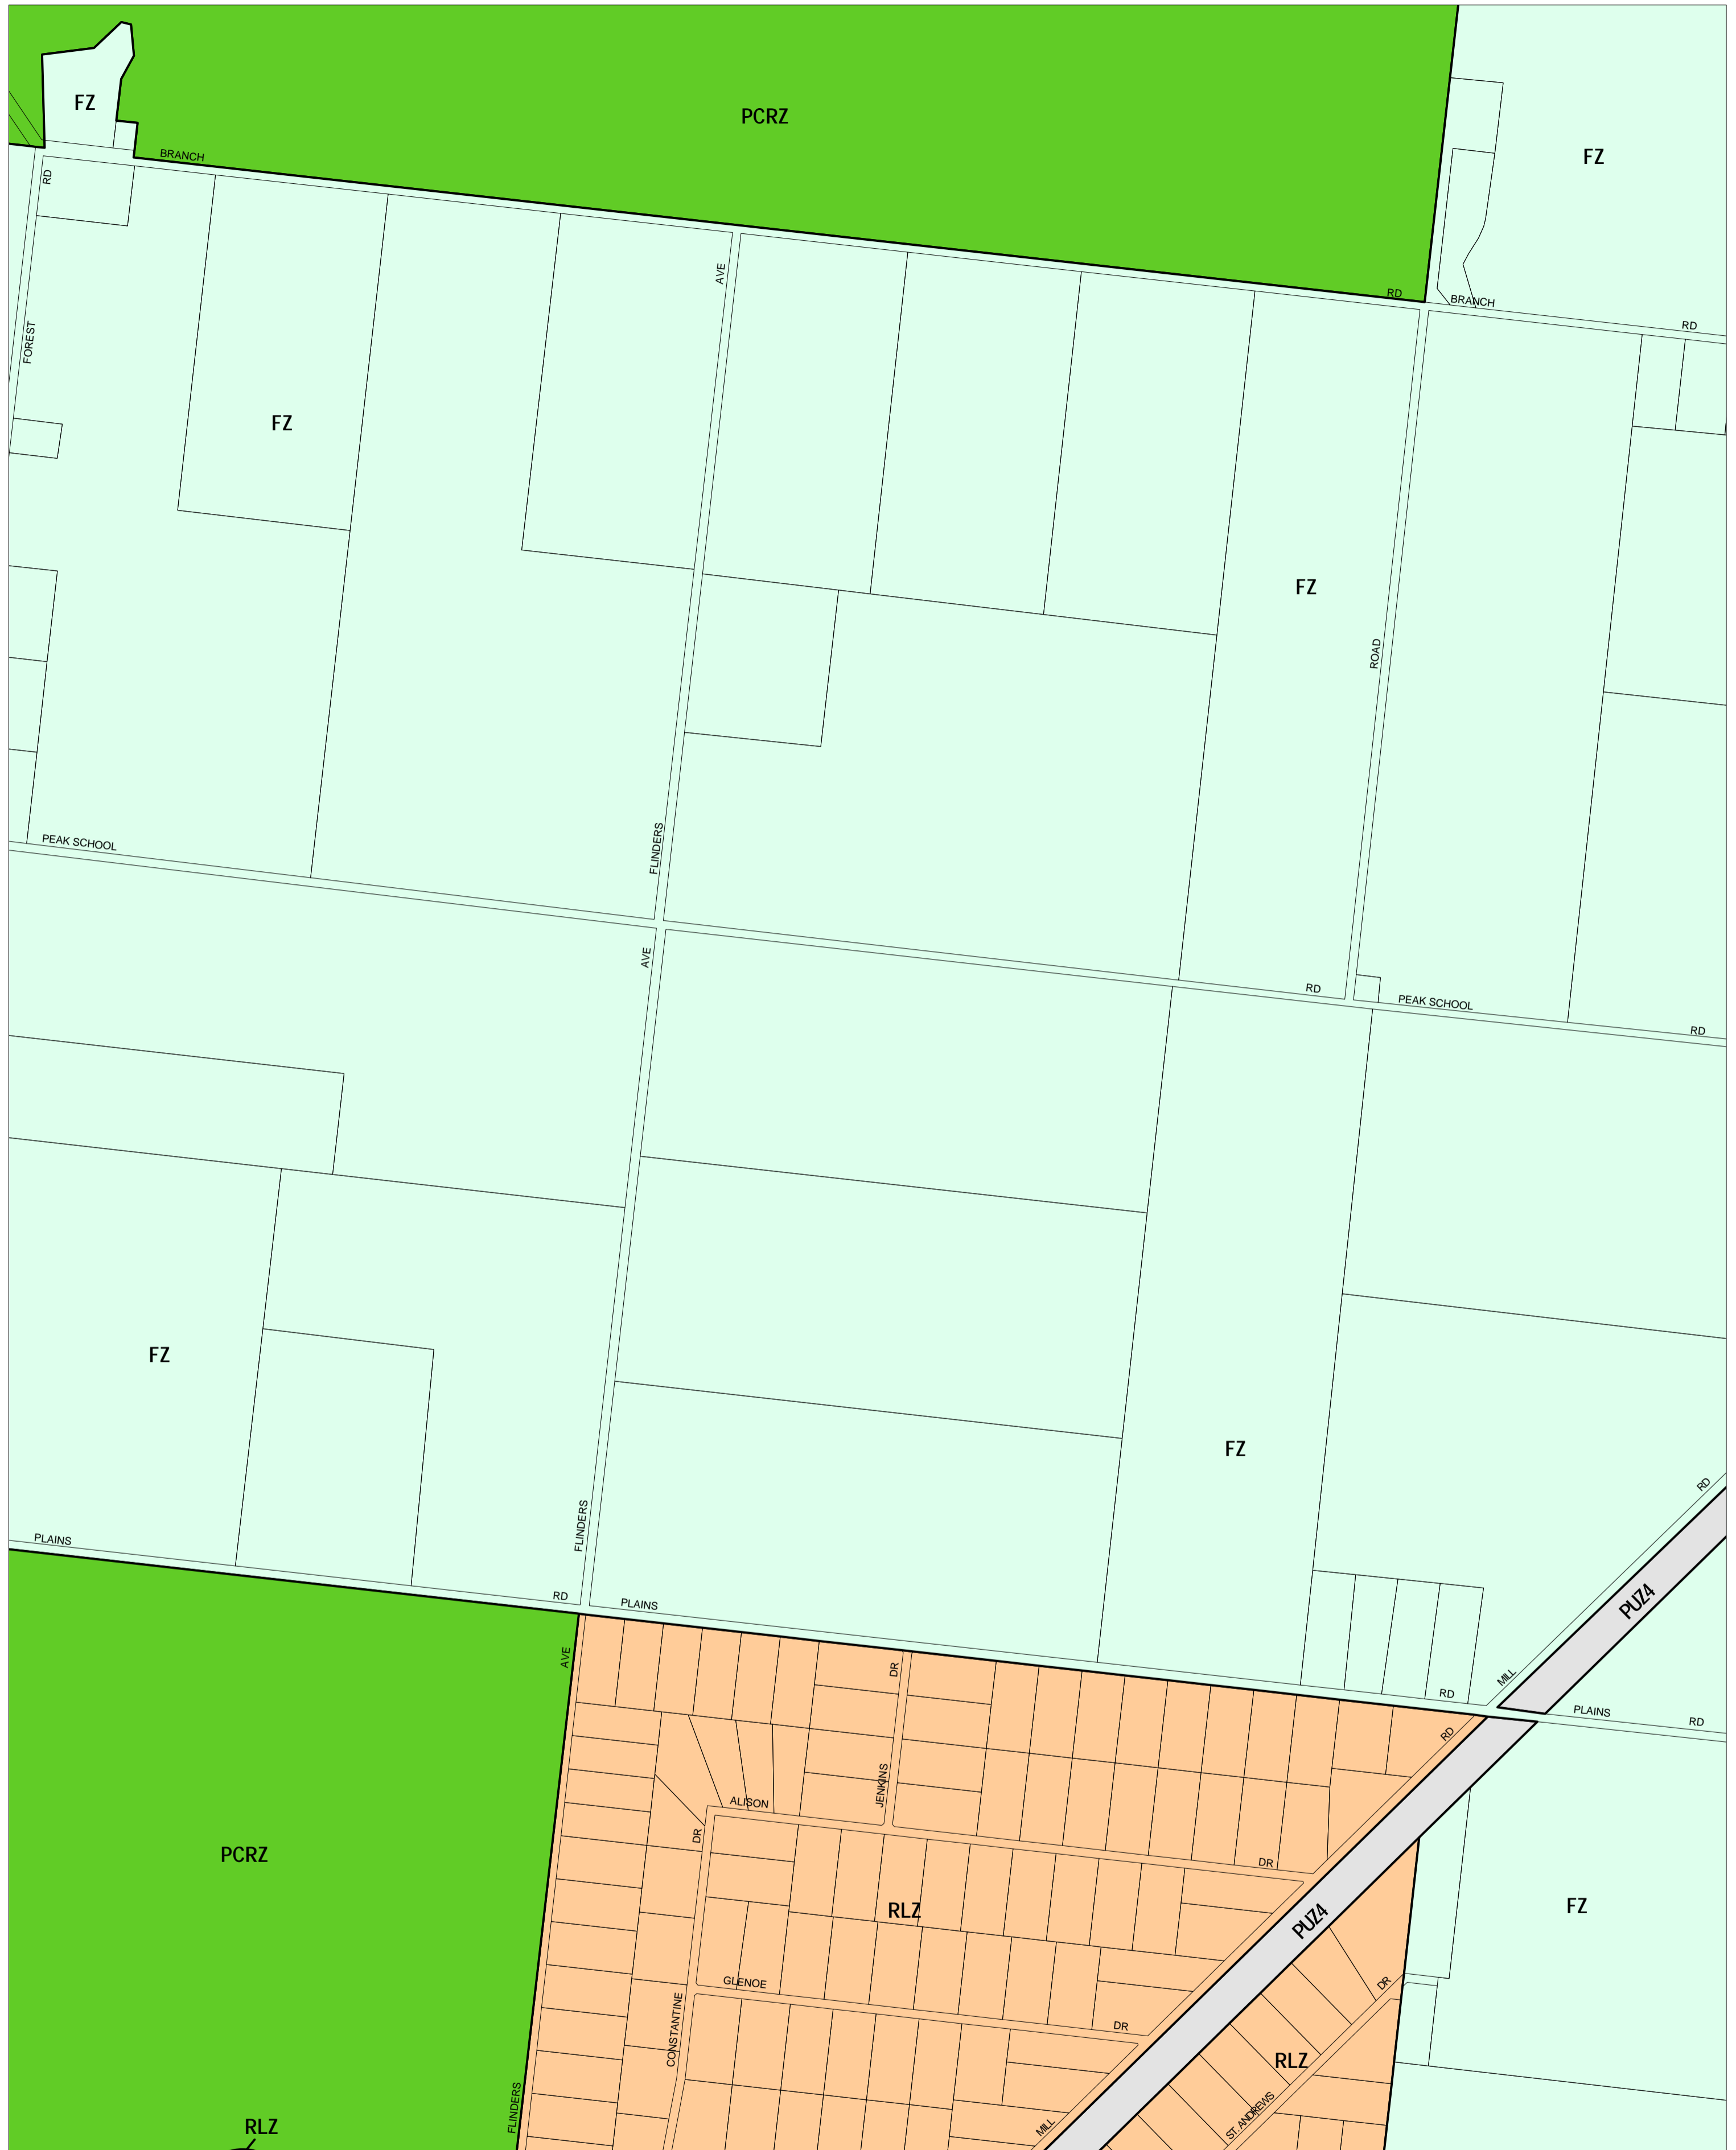 FZ
PCRZ
FZ
BRANCH
RD
AVE
RD
BRANCH
RD
FOREST
FZ
FZ
ROAD
FLINDERS
PEAK SCHOOL
AVE
RD
PEAK SCHOOL
RD
FZ
FZ
RD
FLINDERS
PLAINS
RD
PLAINS
PUZ4
MILL
RD
PLAINS
RD
AVE
DR
RD
JENKINS
ALISON
DR
DR
PCRZ
RLZ
PUZ4
FZ
GLENOE
DR
DR
CONSTANTINE
RLZ
FLINDERS
RLZ
MILL
ST. ANDREWS